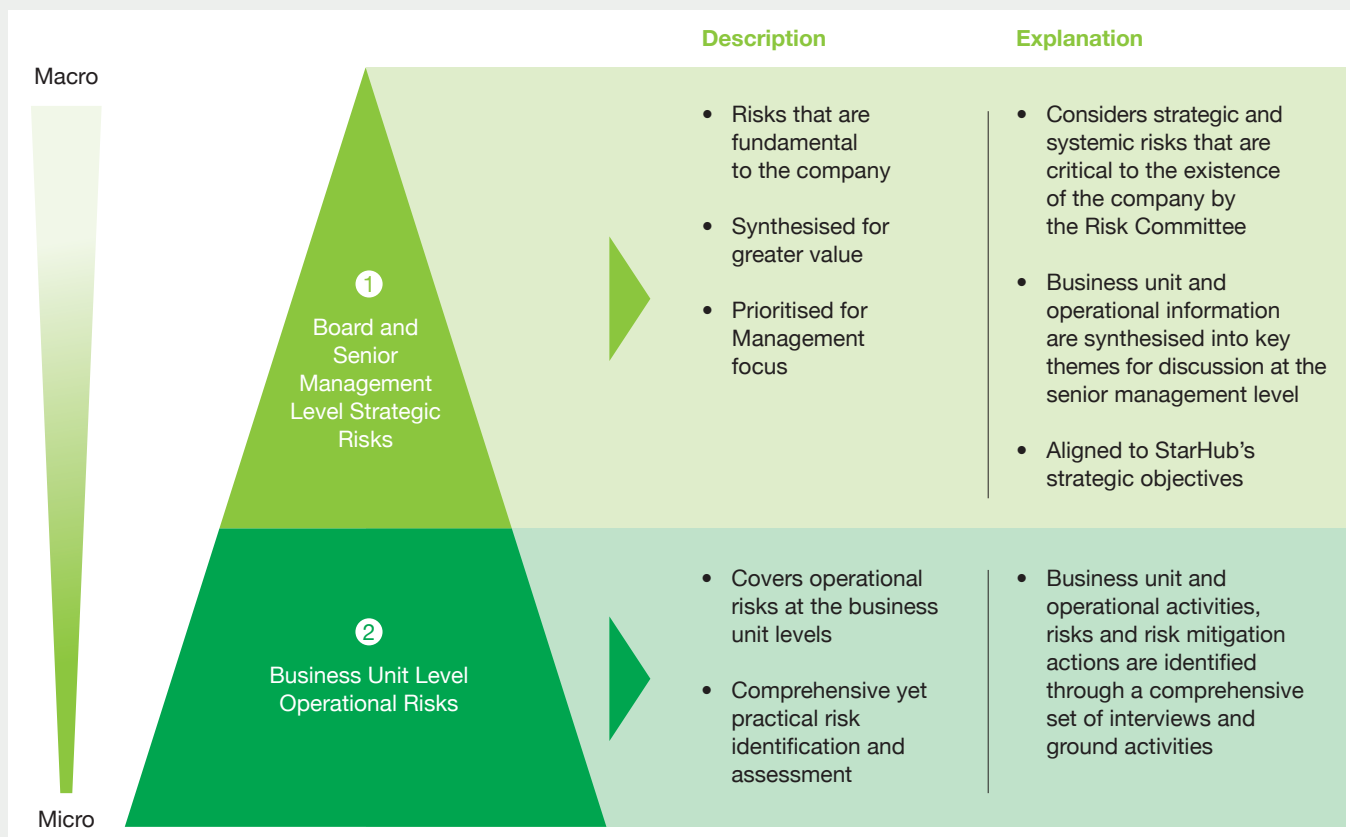 Description
Explanation
Macro
1
Board and
Senior
Management
Level Strategic
Risks
• Risks that are
fundamental
to the company
• Synthesised for
greater value
• Prioritised for
Management
focus
• Considers strategic and
systemic risks that are
critical to the existence
of the company by
the Risk Committee
• Business unit and
operational information
are synthesised into key
themes for discussion at the
senior management level
• Aligned to StarHub's
strategic objectives
2
Business Unit Level
Operational Risks
• Covers operational
risks at the business
unit levels
• Comprehensive yet
practical risk
identification and
assessment
• Business unit and
operational activities,
risks and risk mitigation
actions are identified
through a comprehensive
set of interviews and
ground activities
Micro